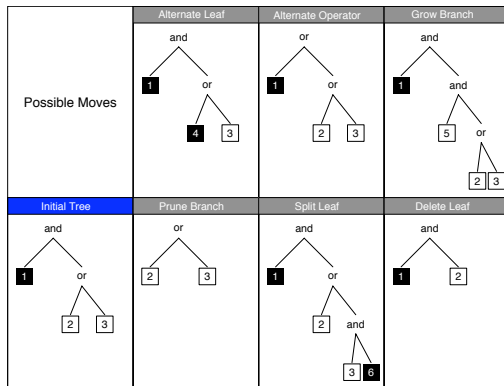 Alternate Leaf
Alternate Operator
Grow Branch
Possible Moves
and
1
or
4
3
or
1
or
2
3
and
1
and
5
or
2
3
Initial Tree
Prune Branch
Split Leaf
Delete Leaf
and
1
or
2
3
or
2
3
and
1
or
2
and
3
6
and
1
2